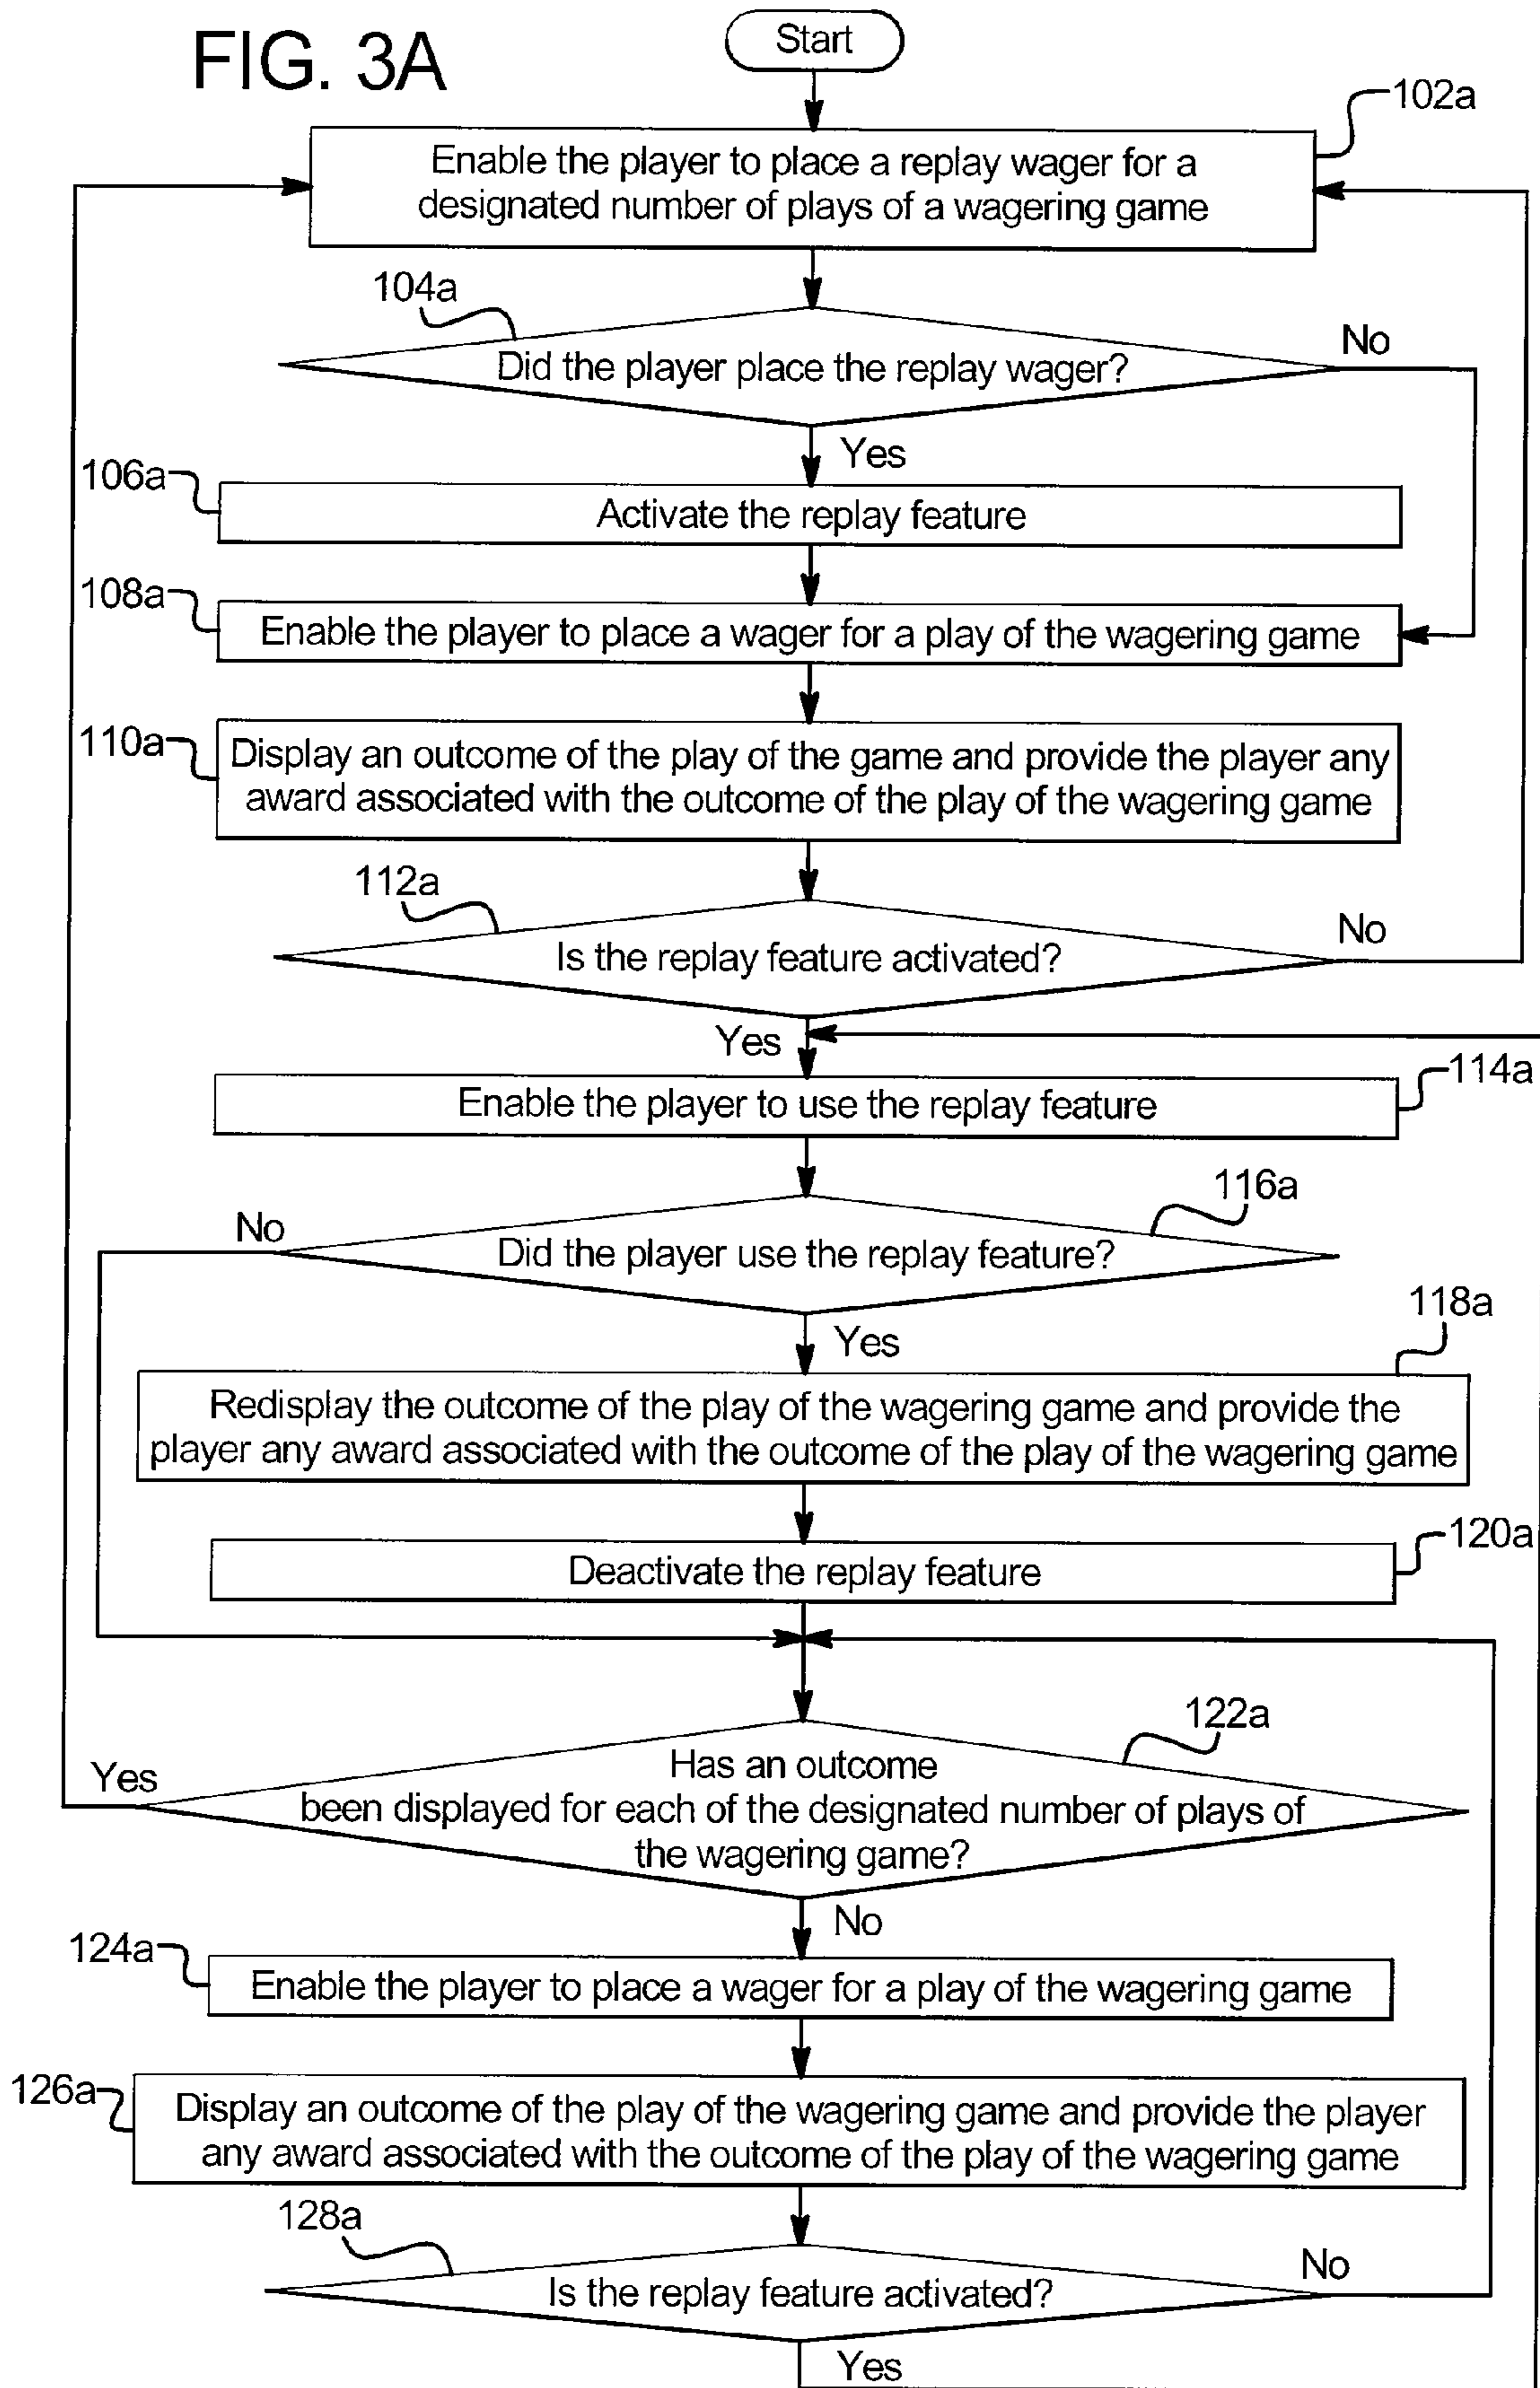 FIG. 3A
Start
102a
Enable the player to place a replay wager for a
designated number of plays of a wagering game
104a
Did the player place the replay wager?
No
Yes
106a
Activate the replay feature
108a
Enable the player to place a wager for a play of the wagering game
110a
Display an outcome of the play of the game and provide the player any
award associated with the outcome of the play of the wagering game
112a
Is the replay feature activated?
No
Yes
114a
Enable the player to use the replay feature
116a
No
Did the player use the replay feature?
Yes
118a
Redisplay the outcome of the play of the wagering game and provide the
player any award associated with the outcome of the play of the wagering game
120a
Deactivate the replay feature
122a
Yes
Has an outcome
been displayed for each of the designated number of plays of
the wagering game?
No
124a
Enable the player to place a wager for a play of the wagering game
126a
Display an outcome of the play of the wagering game and provide the player
any award associated with the outcome of the play of the wagering game
128a
Is the replay feature activated?
No
Yes